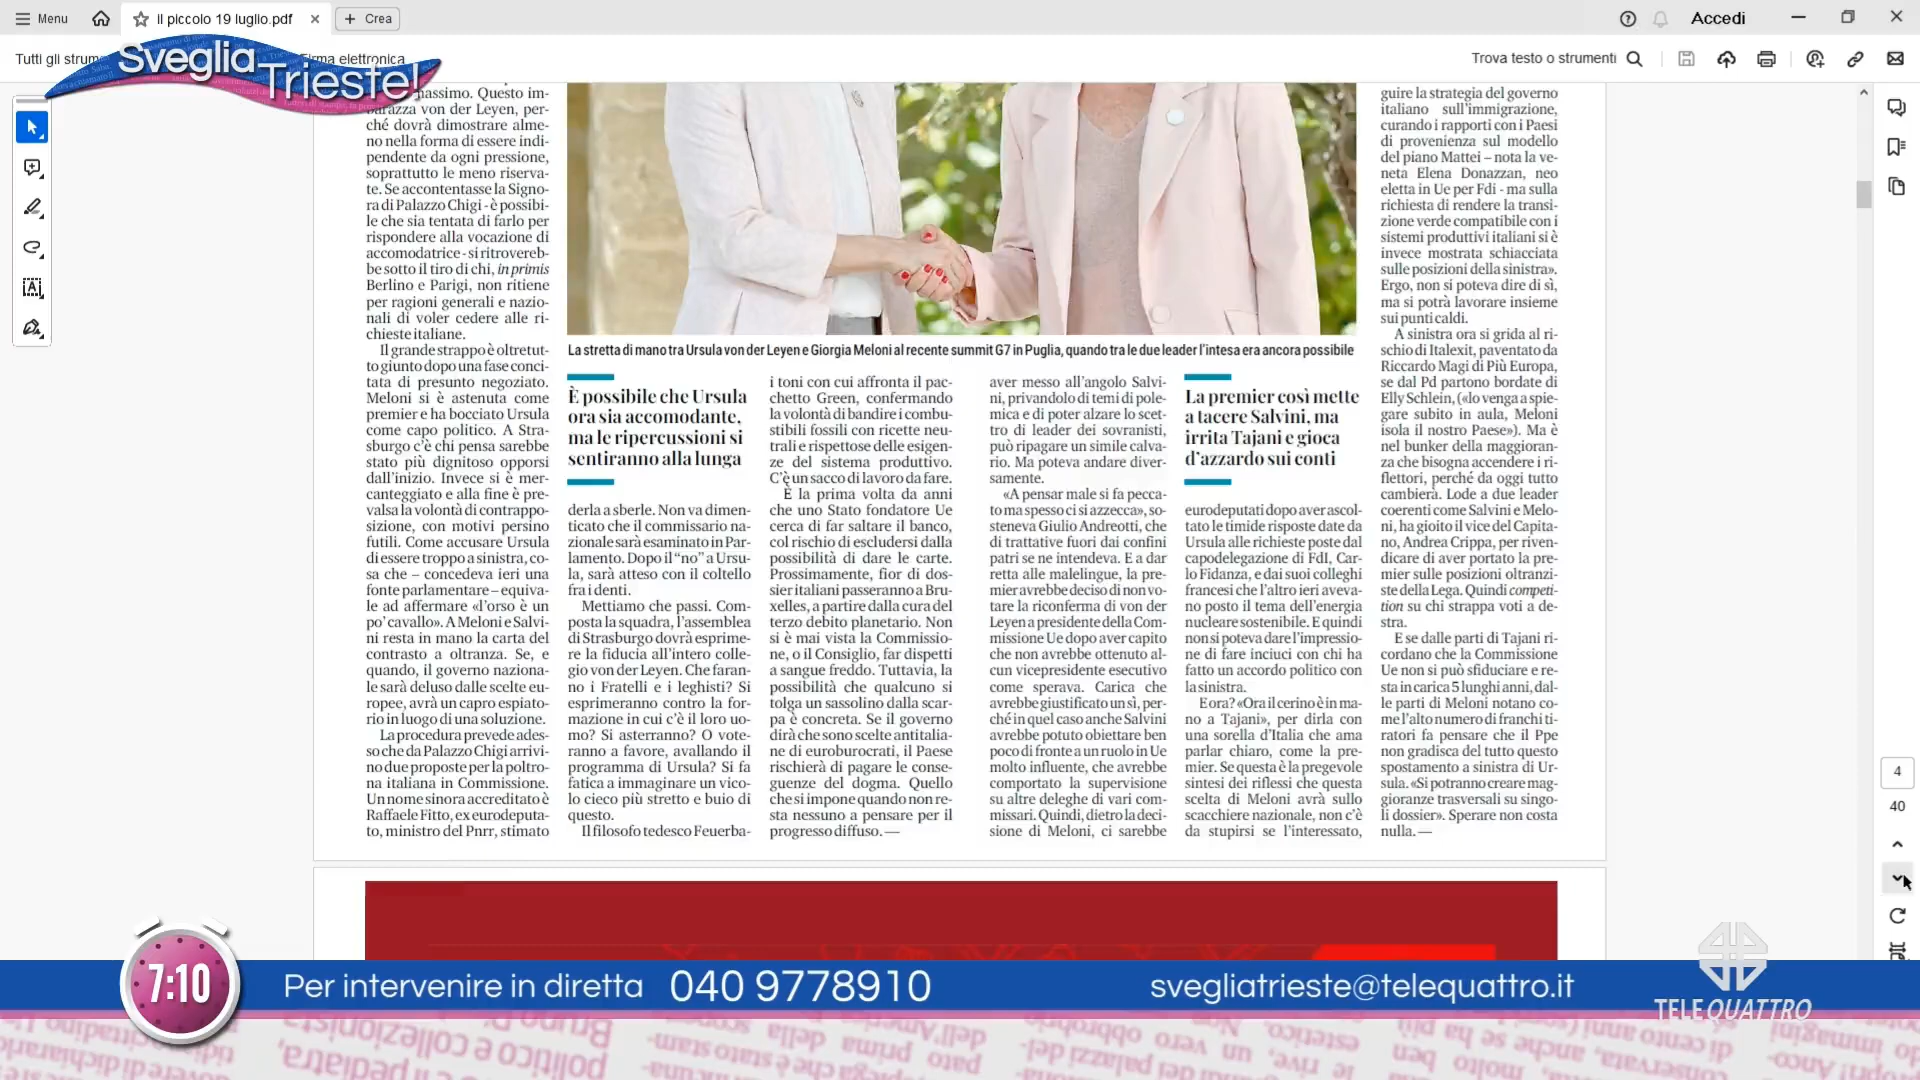 Menu
il piccolo 19 luglio.pdf
Crea
Accedi
Tutti gli strum
irma elettronica
Trova testo o strumenti
Sveglia
Trieste!
massimo. Questo im-
barazza von der Leyen, per-
ché dovrà dimostrare alme-
no nella forma di essere indi-
pendente da ogni pressione,
soprattutto le meno riserva-
te. Se accontentasse la Signo-
ra di Palazzo Chigi - è possibi-
le che sia tentata di farlo per
rispondere alla vocazione di
accomodatrice - si ritrovereb-
be sotto il tiro di chi, in primis
Berlino e Parigi, non ritiene
per ragioni generali e nazio-
nali di voler cedere alle ri-
chieste italiane.
Il grande strappo è oltretut-
to giunto dopo una fase conci-
tata di presunto negoziato.
Meloni si è astenuta come
premier e ha bocciato Ursula
come capo politico. A Stra-
sburgo c'è chi pensa sarebbe
stato più dignitoso opporsi
dall'inizio. Invece si è mer-
canteggiato e alla fine è pre-
valsa la volontà di contrappo-
sizione, con motivi persino
futili. Come accusare Ursula
di essere troppo a sinistra, co-
sa che – concedeva ieri una
fonte parlamentare – equiva-
le ad affermare «l'orso è un
po' cavallo». A Meloni e Salvi-
ni resta in mano la carta del
contrasto a oltranza. Se, e
quando, il governo naziona-
le sarà deluso dalle scelte eu-
ropee, avrà un capro espiato-
rio in luogo di una soluzione.
La procedura prevede ades-
so che da Palazzo Chigi arrivi-
no due proposte per la poltro-
na italiana in Commissione.
Un nome sinora accreditato è
Raffaele Fitto, ex eurodeputa-
to, ministro del Pnrr, stimato
La stretta di mano tra Ursula von der Leyen e Giorgia Meloni al recente summit G7 in Puglia, quando tra le due leader l'intesa era ancora possibile
È possibile che Ursula
ora sia accomodante,
ma le ripercussioni si
sentiranno alla lunga
derla a sberle. Non va dimen-
ticato che il commissario na-
zionale sarà esaminato in Par-
lamento. Dopo il "no" a Ursu-
la, sarà atteso con il coltello
fra i denti.
Mettiamo che passi. Com-
posta la squadra, l'assemblea
di Strasburgo dovrà esprime-
re la fiducia all'intero colle-
gio von der Leyen. Che faran-
no i Fratelli e i leghisti? Si
esprimeranno contro la for-
mazione in cui c'è il loro uo-
mo? Si asterranno? O vote-
ranno a favore, avallando il
programma di Ursula? Si fa
fatica a immaginare un vico-
lo cieco più stretto e buio di
questo.
Il filosofo tedesco Feuerba-
i toni con cui affronta il pac-
chetto Green, confermando
la volontà di bandire i combu-
stibili fossili con ricette neu-
trali e rispettose delle esigen-
ze del sistema produttivo.
C'è un sacco di lavoro da fare.
È la prima volta da anni
che uno Stato fondatore Ue
cerca di far saltare il banco,
col rischio di escludersi dalla
possibilità di dare le carte.
Prossimamente, fior di dos-
sier italiani passeranno a Bru-
xelles, a partire dalla cura del
terzo debito planetario. Non
si è mai vista la Commissio-
ne, o il Consiglio, far dispetti
a sangue freddo. Tuttavia, la
possibilità che qualcuno si
tolga un sassolino dalla scar-
pa è concreta. Se il governo
dirà che sono scelte antitalia-
ne di euroburocrati, il Paese
rischierà di pagare le conse-
guenze del dogma. Quello
che si impone quando non re-
sta nessuno a pensare per il
progresso diffuso. —
aver messo all'angolo Salvi-
ni, privandolo di temi di pole-
mica e di poter alzare lo scet-
tro di leader dei sovranisti,
può ripagare un simile calva-
rio. Ma poteva andare diver-
samente.
«A pensar male si fa pecca-
to ma spesso ci si azzecca», so-
steneva Giulio Andreotti, che
di trattative fuori dai confini
patri se ne intendeva. E a dar
retta alle malelingue, la pre-
mier avrebbe deciso di non vo-
tare la riconferma di von der
Leyen a presidente della Com-
missione Ue dopo aver capito
che non avrebbe ottenuto al-
cun vicepresidente esecutivo
come sperava. Carica che
avrebbe giustificato un sì, per-
ché in quel caso anche Salvini
avrebbe potuto obiettare ben
poco di fronte a un ruolo in Ue
molto influente, che avrebbe
comportato la supervisione
su altre deleghe di vari com-
missari. Quindi, dietro la deci-
sione di Meloni, ci sarebbe
La premier così mette
a tacere Salvini, ma
irrita Tajani e gioca
d'azzardo sui conti
eurodeputati dopo aver ascol-
tato le timide risposte date da
Ursula alle richieste poste dal
capodelegazione di FdI, Car-
lo Fidanza, e dai suoi colleghi
francesi che l'altro ieri aveva-
no posto il tema dell'energia
nucleare sostenibile. E quindi
non si poteva dare l'impressio-
ne di fare inciuci con chi ha
fatto un accordo politico con
la sinistra.
E ora? «Ora il cerino è in ma-
no a Tajani», per dirla con
una sorella d'Italia che ama
parlar chiaro, come la pre-
mier. Se questa è la pregevole
sintesi dei riflessi che questa
scelta di Meloni avrà sullo
scacchiere nazionale, non c'è
da stupirsi se l'interessato,
guire la strategia del governo
italiano sull'immigrazione,
curando i rapporti con i Paesi
di provenienza sul modello
del piano Mattei – nota la ve-
neta Elena Donazzan, neo
eletta in Ue per Fdi - ma sulla
richiesta di rendere la transi-
zione verde compatibile con i
sistemi produttivi italiani si è
invece mostrata schiacciata
sulle posizioni della sinistra».
Ergo, non si poteva dire di sì,
ma si potrà lavorare insieme
sui punti caldi.
A sinistra ora si grida al ri-
schio di Italexit, paventato da
Riccardo Magi di Più Europa,
se dal Pd partono bordate di
Elly Schlein, («lo venga a spie-
gare subito in aula, Meloni
isola il nostro Paese»). Ma è
nel bunker della maggioran-
za che bisogna accendere i ri-
flettori, perché da oggi tutto
cambierà. Lode a due leader
coerenti come Salvini e Melo-
ni, ha gioito il vice del Capita-
no, Andrea Crippa, per riven-
dicare di aver portato la pre-
mier sulle posizioni oltranzi-
ste della Lega. Quindi competi-
tion su chi strappa voti a de-
stra.
E se dalle parti di Tajani ri-
cordano che la Commissione
Ue non si può sfiduciare e re-
sta in carica 5 lunghi anni, dal-
le parti di Meloni notano co-
me l'alto numero di franchi ti-
ratori fa pensare che il Ppe
non gradisca del tutto questo
spostamento a sinistra di Ur-
sula. «Si potranno creare mag-
gioranze trasversali su singo-
li dossier». Sperare non costa
nulla. —
4
40
7:10
Per intervenire in diretta 040 9778910
svegliatrieste@telequattro.it
TELEQUATTRO